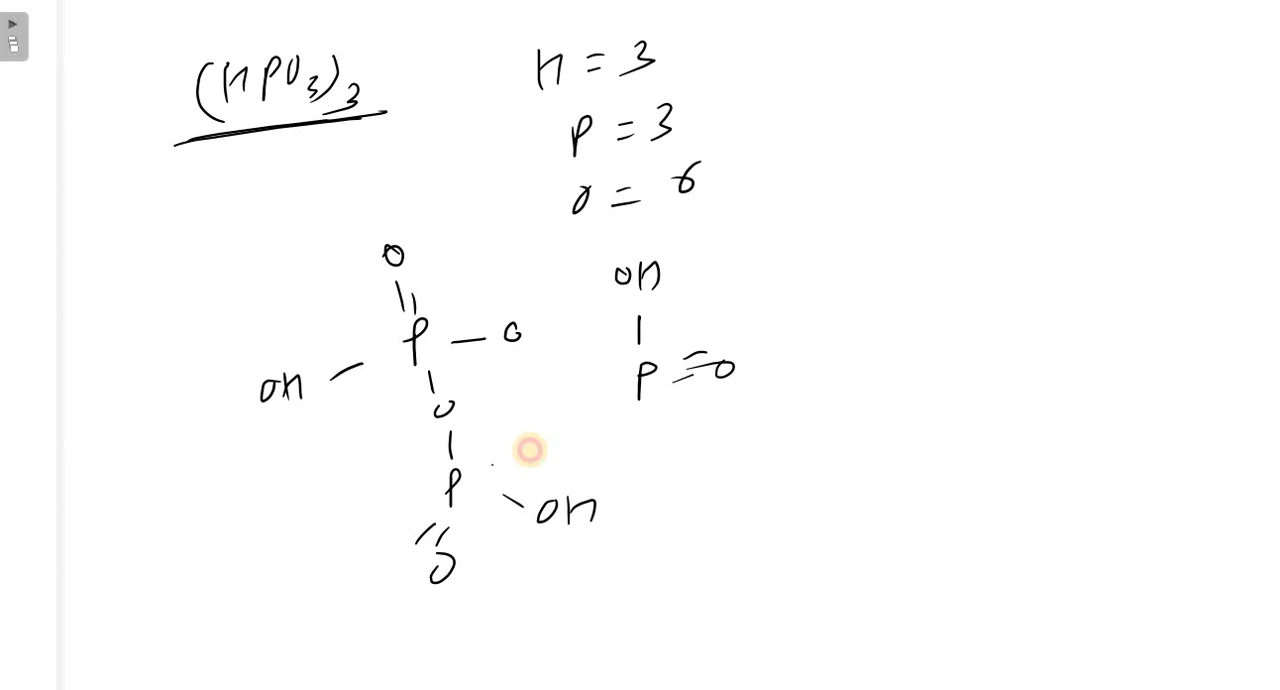 (HPO3)3
H = 3
P = 3
O = 6
O
OH
P - O
P = O
OH
O
P
OH
O